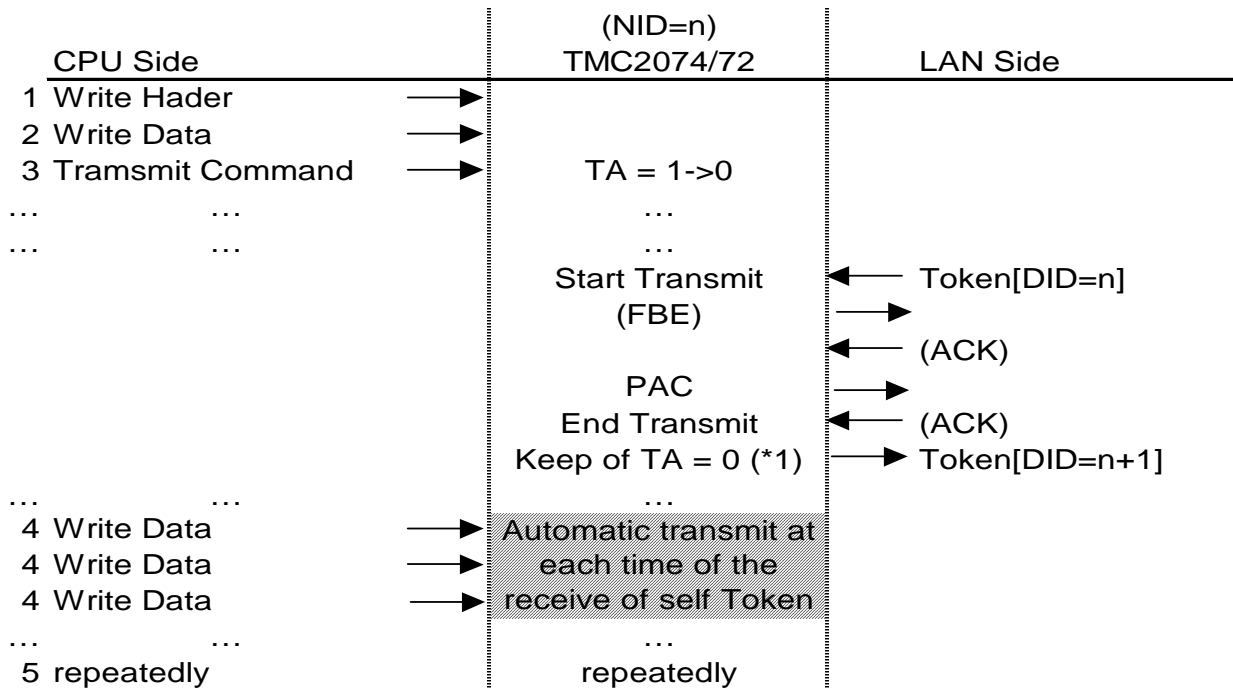 (NID=n)
CPU Side TMC2074/72 LAN Side
1 Write Hader
2 Write Data
3 Tramsmit Command TA = 1->0
... ... ...
... ... ...
Start Transmit Token[DID=n]
(FBE)
(ACK)
PAC
End Transmit (ACK)
Keep of TA = 0 (*1) Token[DID=n+1]
... ... ...
4 Write Data Automatic transmit at
4 Write Data each time of the
4 Write Data receive of self Token
... ... ...
5 repeatedly repeatedly